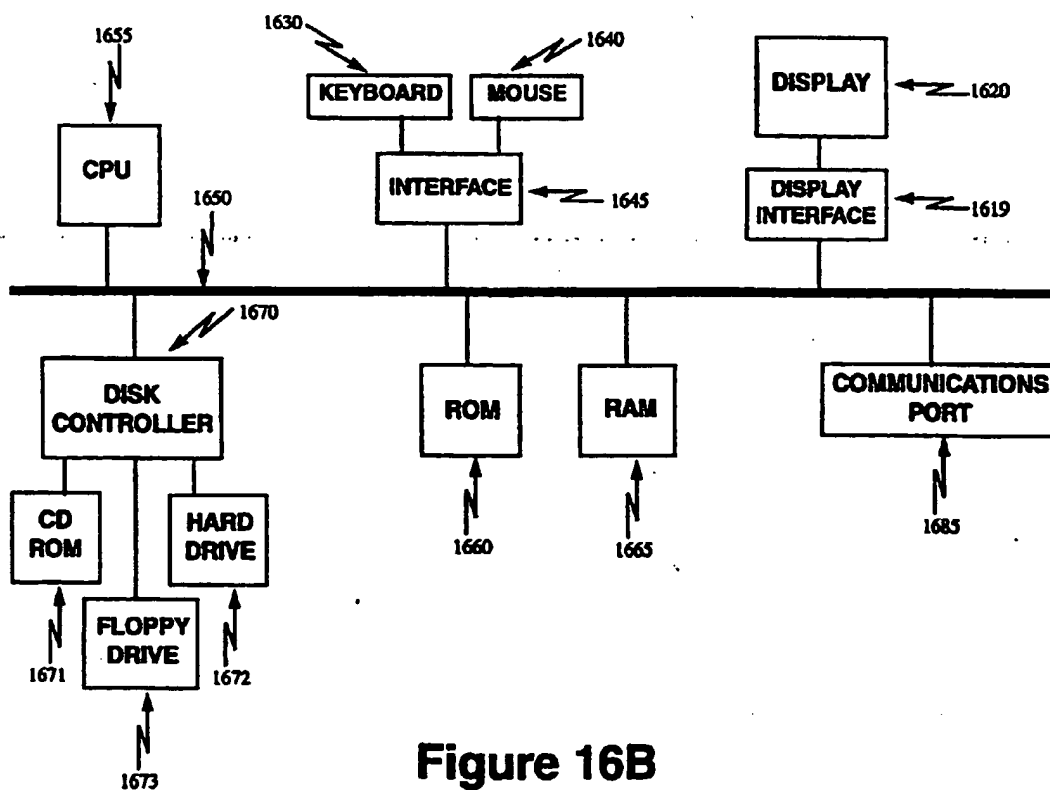 1655
1630
1640
KEYBOARD
MOUSE
DISPLAY
1620
CPU
INTERFACE
1645
DISPLAY
INTERFACE
1619
1650
1670
DISK
CONTROLLER
ROM
RAM
COMMUNICATIONS
PORT
CD
ROM
HARD
DRIVE
1660
1665
1685
FLOPPY
DRIVE
1671
1672
1673
Figure 16B